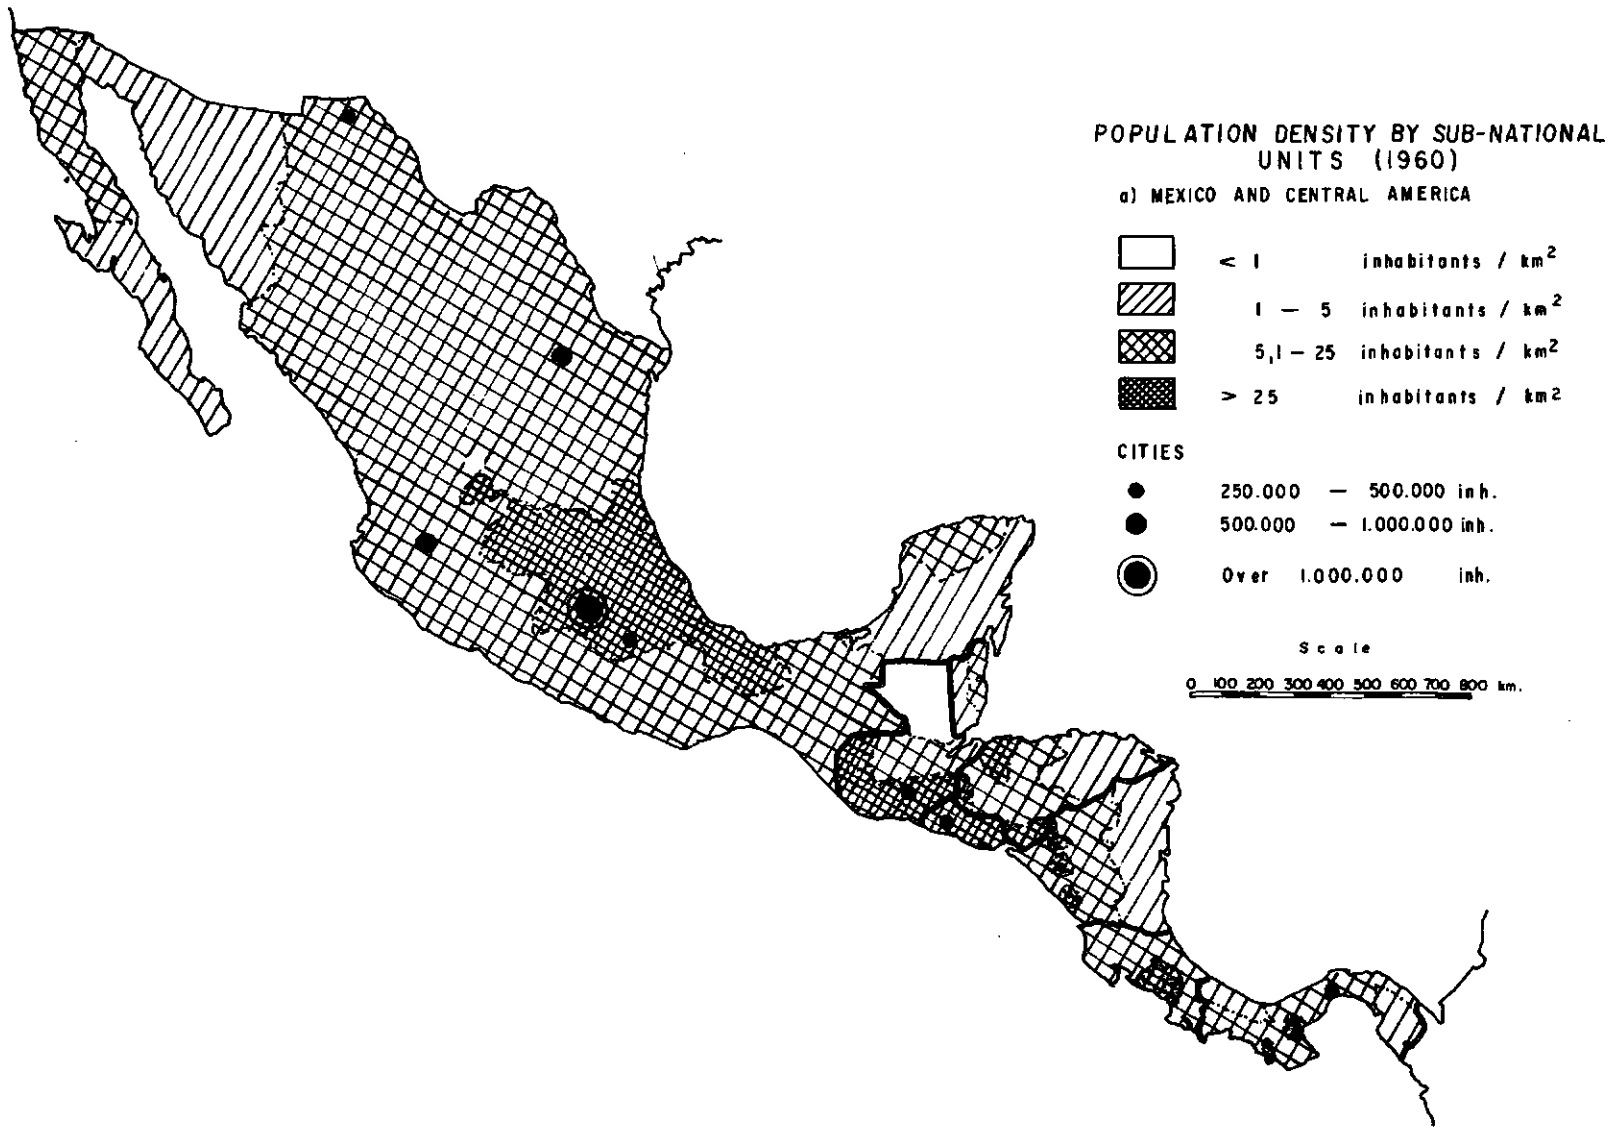 POPULATION DENSITY BY SUB-NATIONAL
UNITS (1960)
a) MEXICO AND CENTRAL AMERICA
< 1 inhabitants / km²
1 — 5 inhabitants / km²
5,1 — 25 inhabitants / km²
> 25 inhabitants / km2
CITIES
250.000 — 500.000 inh.
500.000 — 1.000.000 inh.
Over 1.000.000 inh.
Scale
0 100 200 300 400 500 600 700 800 km.